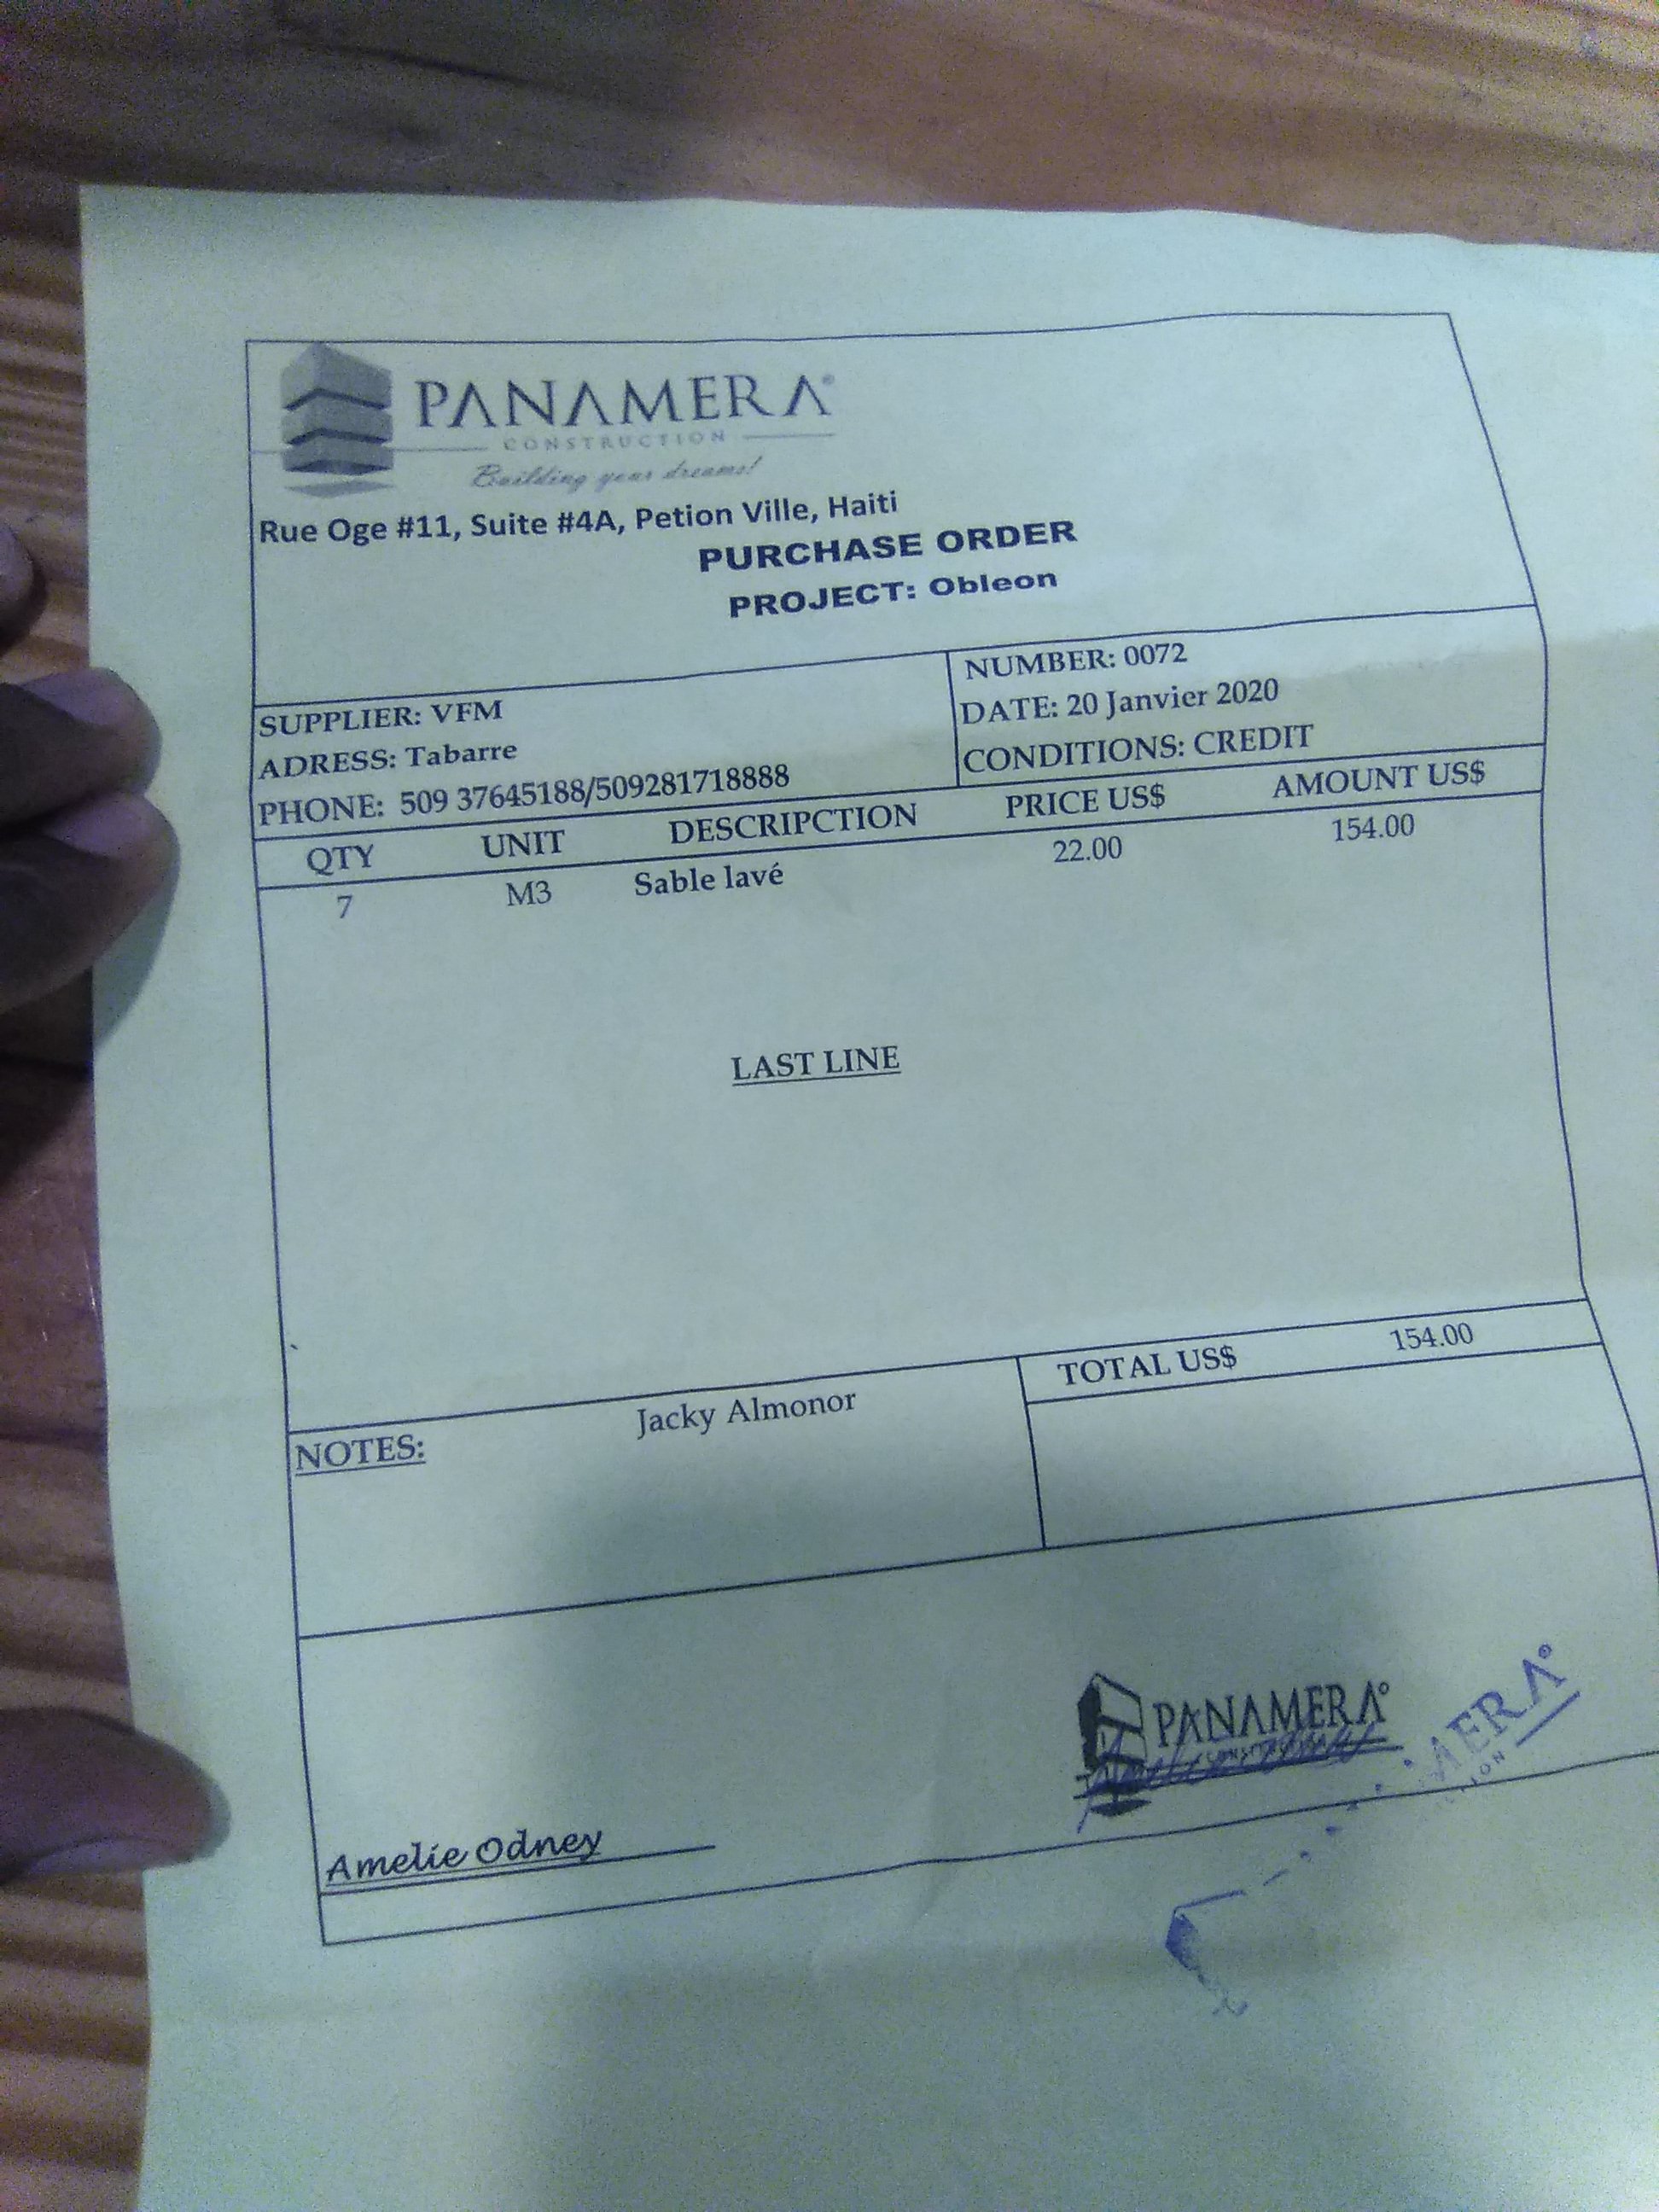 PANAMERA
CONSTRUCTION
Building your dreams!
Rue Oge #11, Suite #4A, Petion Ville, Haiti
PURCHASE ORDER
PROJECT: Obleon
SUPPLIER: VFM
ADRESS: Tabarre
PHONE: 509 37645188/509281718888
NUMBER: 0072
DATE: 20 Janvier 2020
CONDITIONS: CREDIT
QTY UNIT DESCRIPCTION PRICE US$ AMOUNT US$
7 M3 Sable lavé 22.00 154.00
LAST LINE
NOTES: Jacky Almonor
TOTAL US$ 154.00
Amelie Odney
PANAMERA
MERA